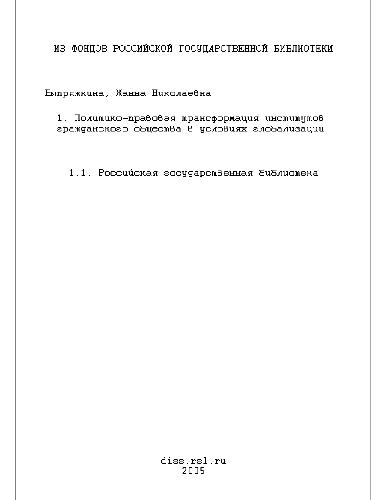 ИЗ ФОНДОВ РОССИЙСКОЙ ГОСУДАРСТВЕННОЙ БИБЛИОТЕКИ
Выпряжкина, Жанна Николаевна
1. Политико-правовая трансформация институтов
гражданского общества в условиях глобализации
1.1. Российская государственная библиотека
diss.rsl.ru
2005